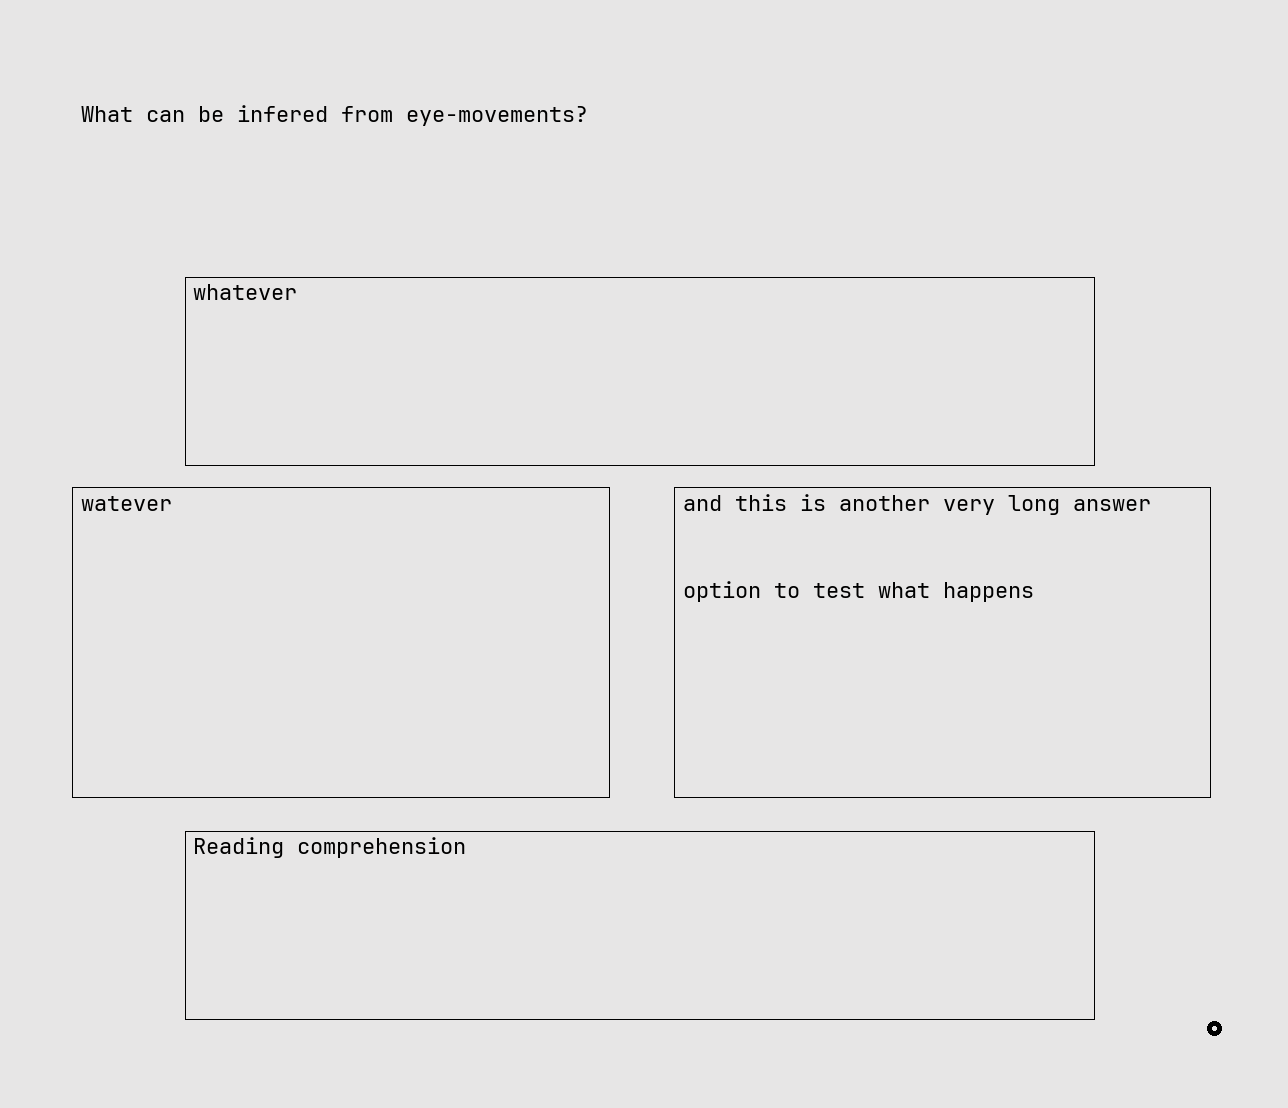 What can be infered from eye-movements?
whatever
watever
and this is another very long answer
option to test what happens
Reading comprehension